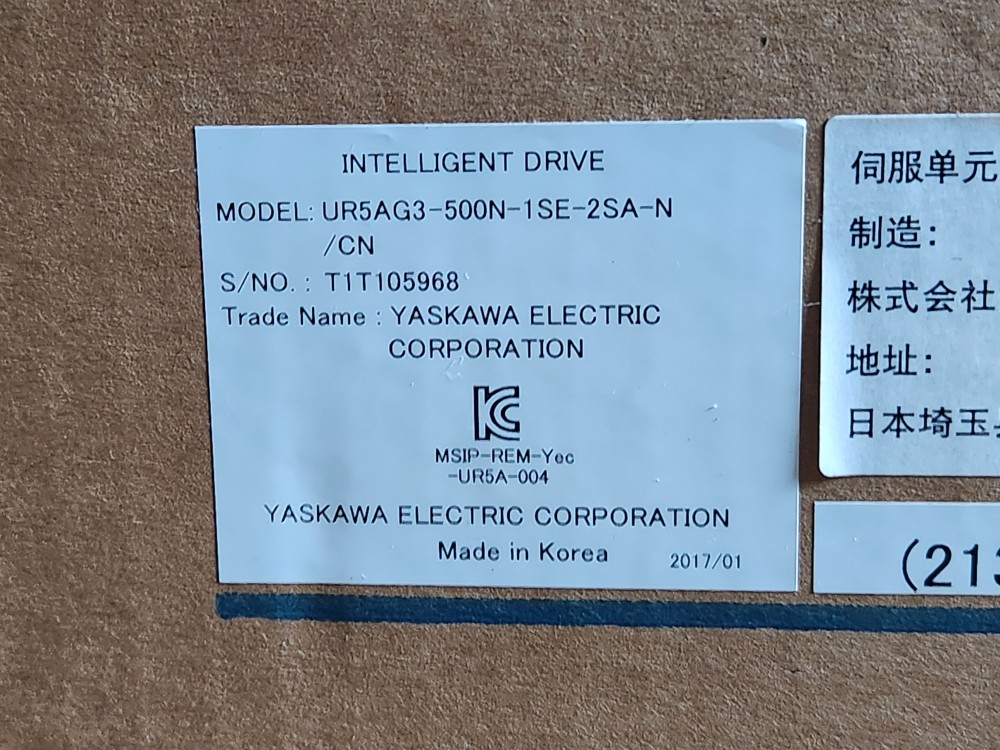 INTELLIGENT DRIVE
MODEL: UR5AG3-500N-1SE-2SA-N
/CN
S/NO. : T1T105968
Trade Name : YASKAWA ELECTRIC
CORPORATION
MSIP-REM-Yec
-UR5A-004
YASKAWA ELECTRIC CORPORATION
Made in Korea 2017/01
伺服单元
制造:
株式会社
地址:
日本埼玉
(21